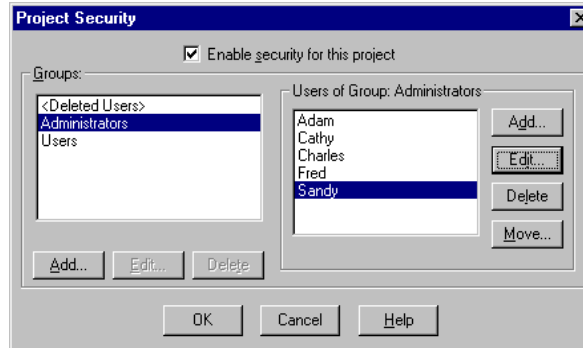 Project Security
Enable security for this project
Groups:
<Deleted Users>
Administrators
Users
Add...
Edit...
Delete
Users of Group: Administrators
Adam
Cathy
Charles
Fred
Sandy
Add...
Edit...
Delete
Move...
OK
Cancel
Help